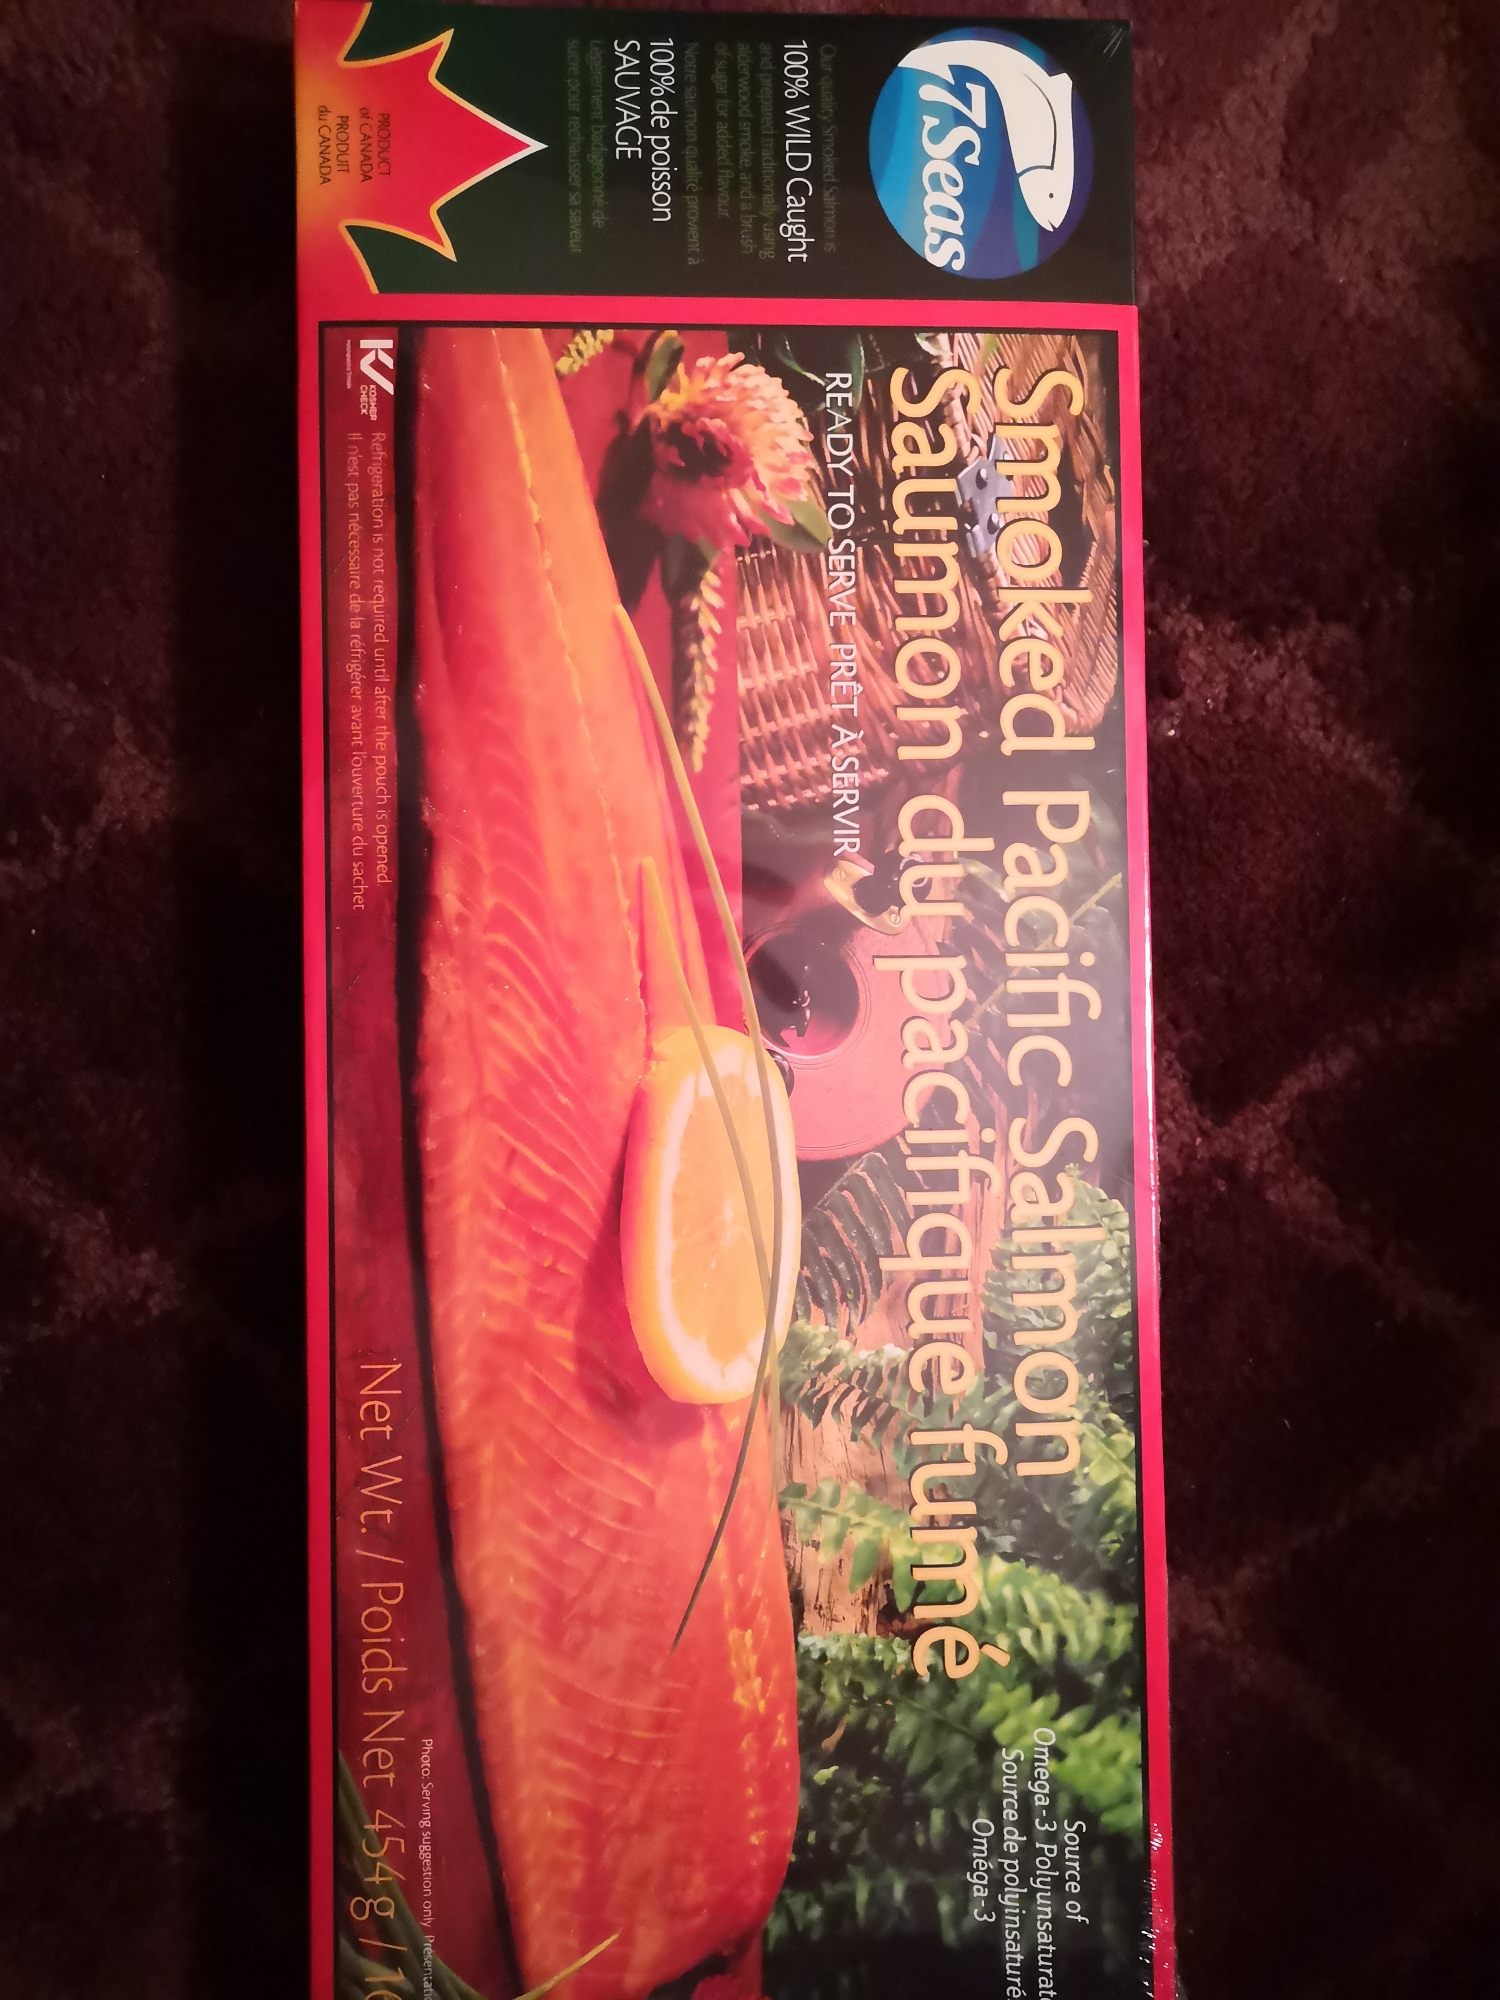 7Seas
Our quality Smoked Salmon is
100% WILD Caught
and prepared traditionally using
alderwood smoke and a brush
of sugar for added flavour.
Notre saumon qualité provient à
100% de poisson
SAUVAGE
Légèrement badigeonné de
sucre pour rehausser sa saveur.
PRODUCT
of CANADA
PRODUIT
du CANADA
Smoked Pacific Salmon
Saumon du pacifique fumé
READY TO SERVE PRÊT À SERVIR
Source of
Omega-3 Polyunsaturat
Source de polyinsaturé
Oméga-3
K
KOSHER
CHECK
Refrigeration is not required until after the pouch is opened.
Il n'est pas nécessaire de la réfrigérer avant l'ouverture du sachet
Photo: Serving suggestion only Présentatio
Net Wt. / Poids Net 454 g / 16